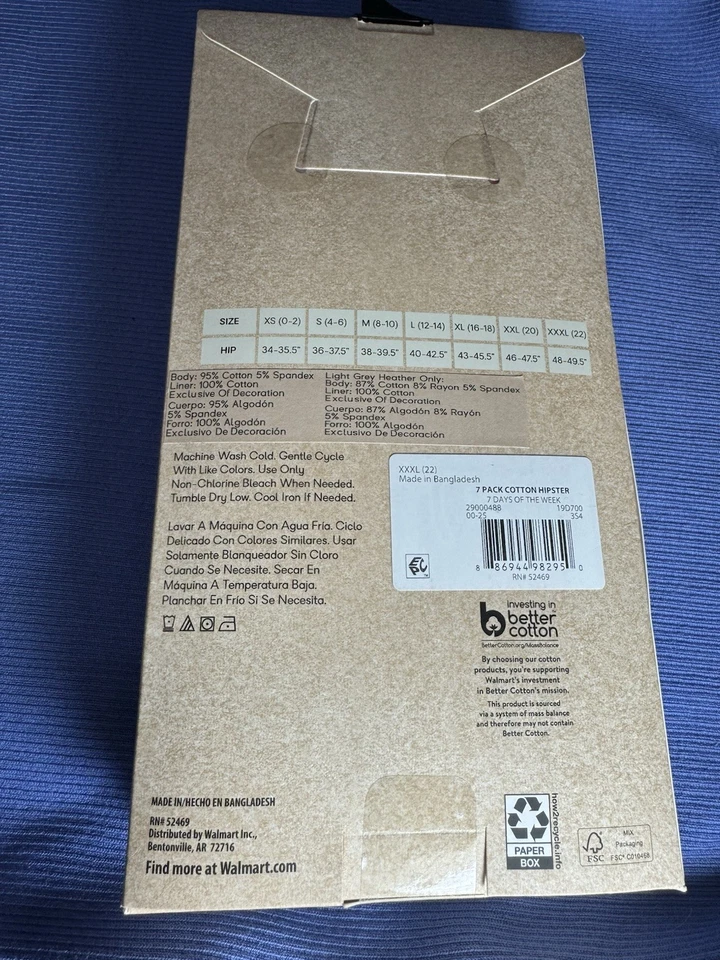 SIZE XS (0-2) S (4-6) M (8-10) L (12-14) XL (16-18) XXL (20) XXXL (22)
HIP 34-35.5" 36-37.5" 38-39.5" 40-42.5" 43-45.5" 46-47.5" 48-49.5"
Body: 95% Cotton 5% Spandex
Liner: 100% Cotton
Exclusive Of Decoration
Cuerpo: 95% Algodón
5% Spandex
Forro: 100% Algodón
Exclusivo De Decoración
Light Grey Heather Only:
Body: 87% Cotton 8% Rayon 5% Spandex
Liner: 100% Cotton
Exclusive Of Decoration
Cuerpo: 87% Algodón 8% Rayón
5% Spandex
Forro: 100% Algodón
Exclusivo De Decoración
Machine Wash Cold. Gentle Cycle
With Like Colors. Use Only
Non-Chlorine Bleach When Needed.
Tumble Dry Low. Cool Iron If Needed.
Lavar A Máquina Con Agua Fría. Ciclo
Delicado Con Colores Similares. Usar
Solamente Blanqueador Sin Cloro
Cuando Se Necesite. Secar En
Máquina A Temperatura Baja.
Planchar En Frío Si Se Necesita.
XXXL (22)
Made in Bangladesh
7 PACK COTTON HIPSTER
7 DAYS OF THE WEEK
29000488 19D700
00-25 354
8 86944 98295 0
RN# 52469
EPC
investing in
better
cotton
BetterCotton.org/MassBalance
By choosing our cotton
products, you're supporting
Walmart's investment
in Better Cotton's mission.
This product is sourced
via a system of mass balance
and therefore may not contain
Better Cotton.
MADE IN/HECHO EN BANGLADESH
RN# 52469
Distributed by Walmart Inc.,
Bentonville, AR 72716
Find more at Walmart.com
how2recycle.info
PAPER
BOX
FSC
MIX
Packaging
FSC® C019468